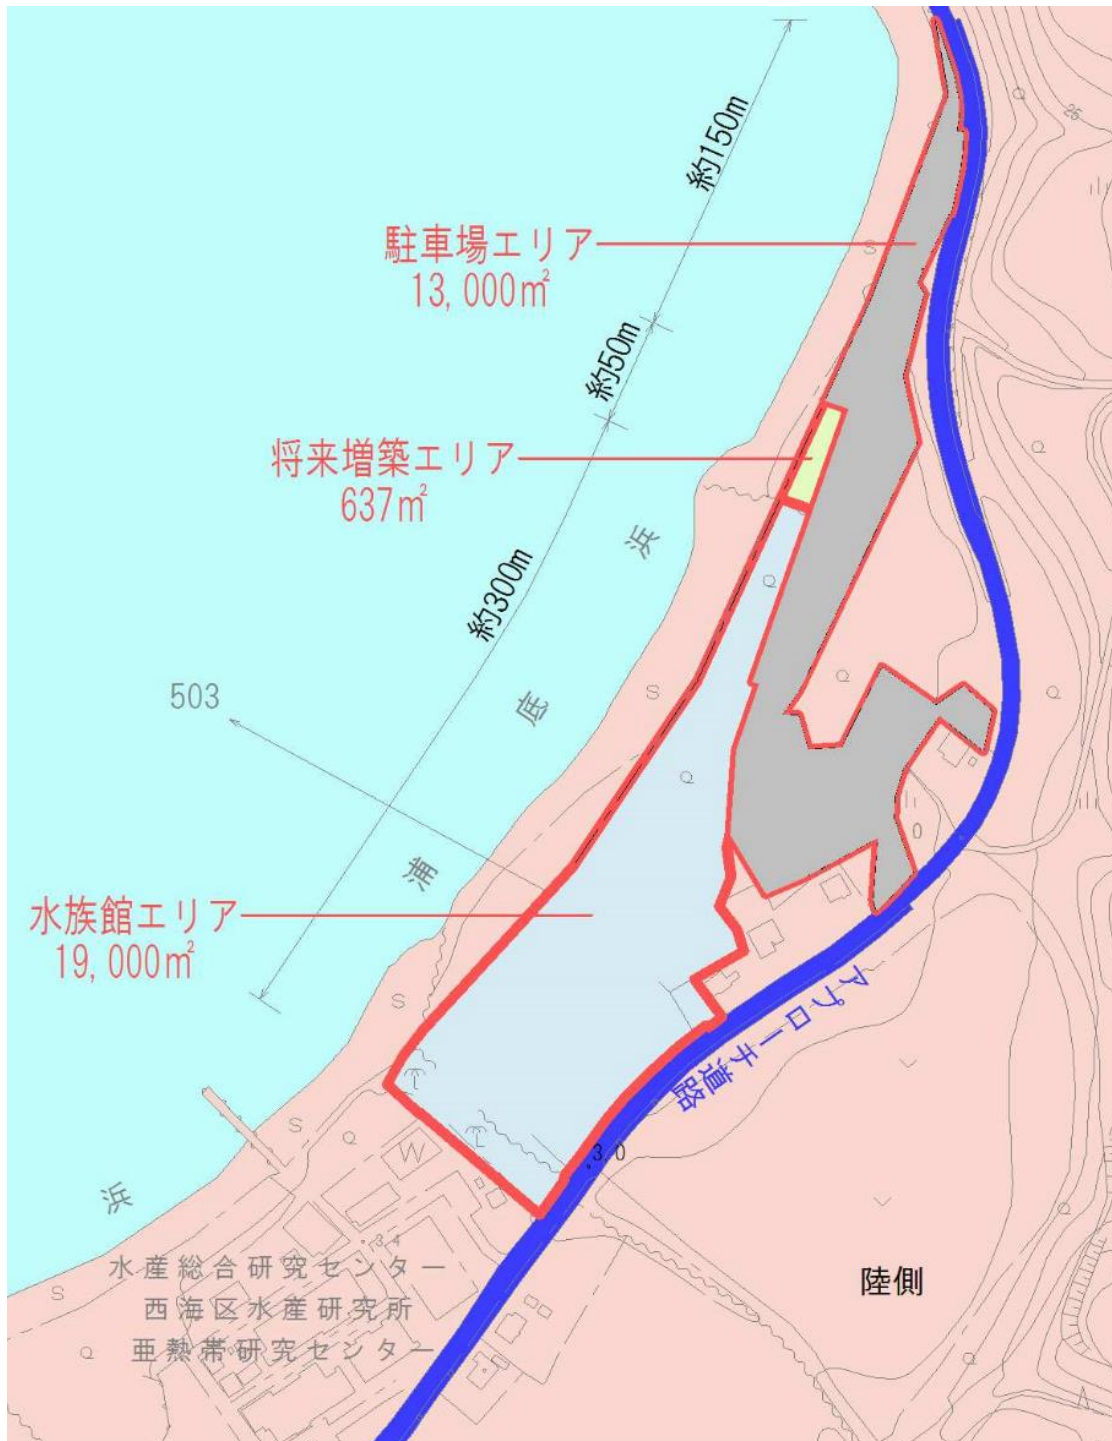 約150m
25
駐車場エリア
13,000㎡
約50m
将来増築エリア
637㎡
浜
約300m
503
底
浦
0
水族館エリア
19,000㎡
アプローチ道路
3.0
浜
3.4
水産総合研究センター
西海区水産研究所
亜熱帯研究センター
陸側